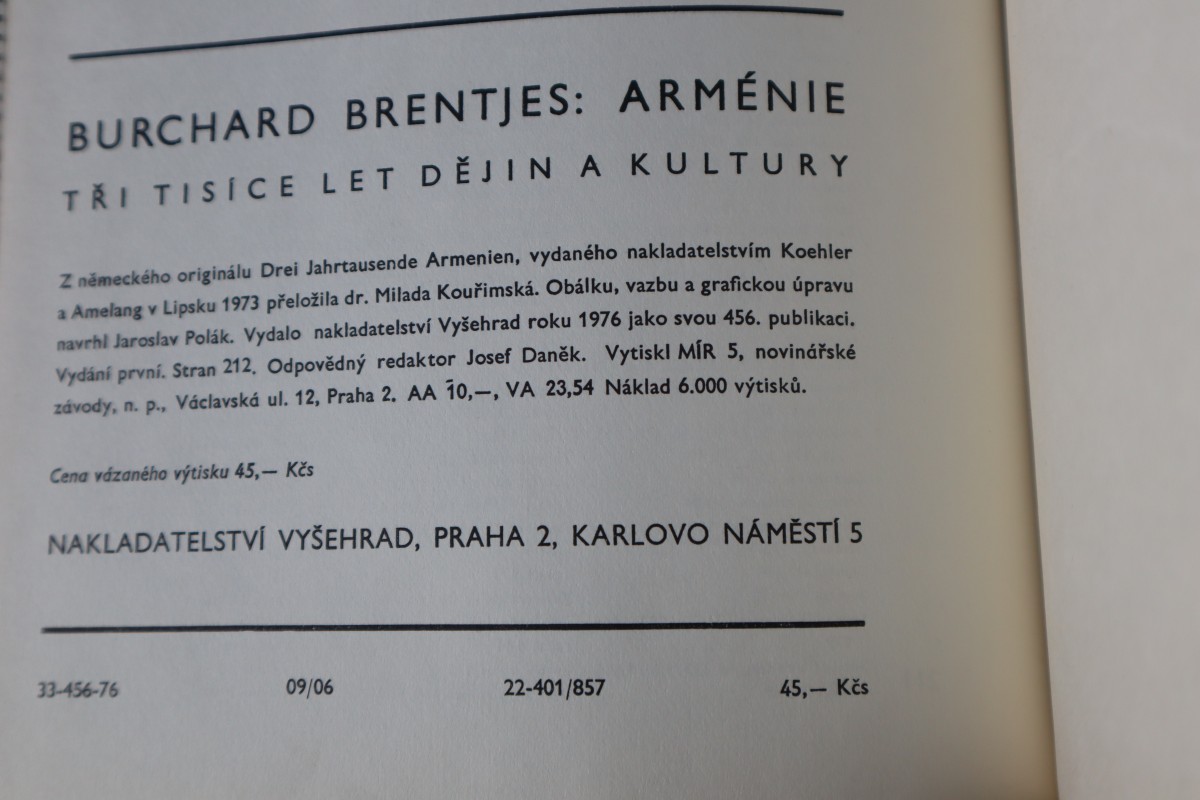 BURCHARD BRENTJES: ARMÉNIE
TŘI TISÍCE LET DĚJIN A KULTURY
Z německého originálu Drei Jahrtausende Armenien, vydaného nakladatelstvím Koehler
a Amelang v Lipsku 1973 přeložila dr. Milada Kouřimská. Obálku, vazbu a grafickou úpravu
navrhl Jaroslav Polák. Vydalo nakladatelství Vyšehrad roku 1976 jako svou 456. publikaci.
Vydání první. Stran 212. Odpovědný redaktor Josef Daněk. Vytiskl MÍR 5, novinářské
závody, n. p., Václavská ul. 12, Praha 2. AA 10,—, VA 23,54 Náklad 6.000 výtisků.
Cena vázaného výtisku 45,— Kčs
NAKLADATELSTVÍ VYŠEHRAD, PRAHA 2, KARLOVO NÁMĚSTÍ 5
33-456-76 09/06 22-401/857 45,— Kčs